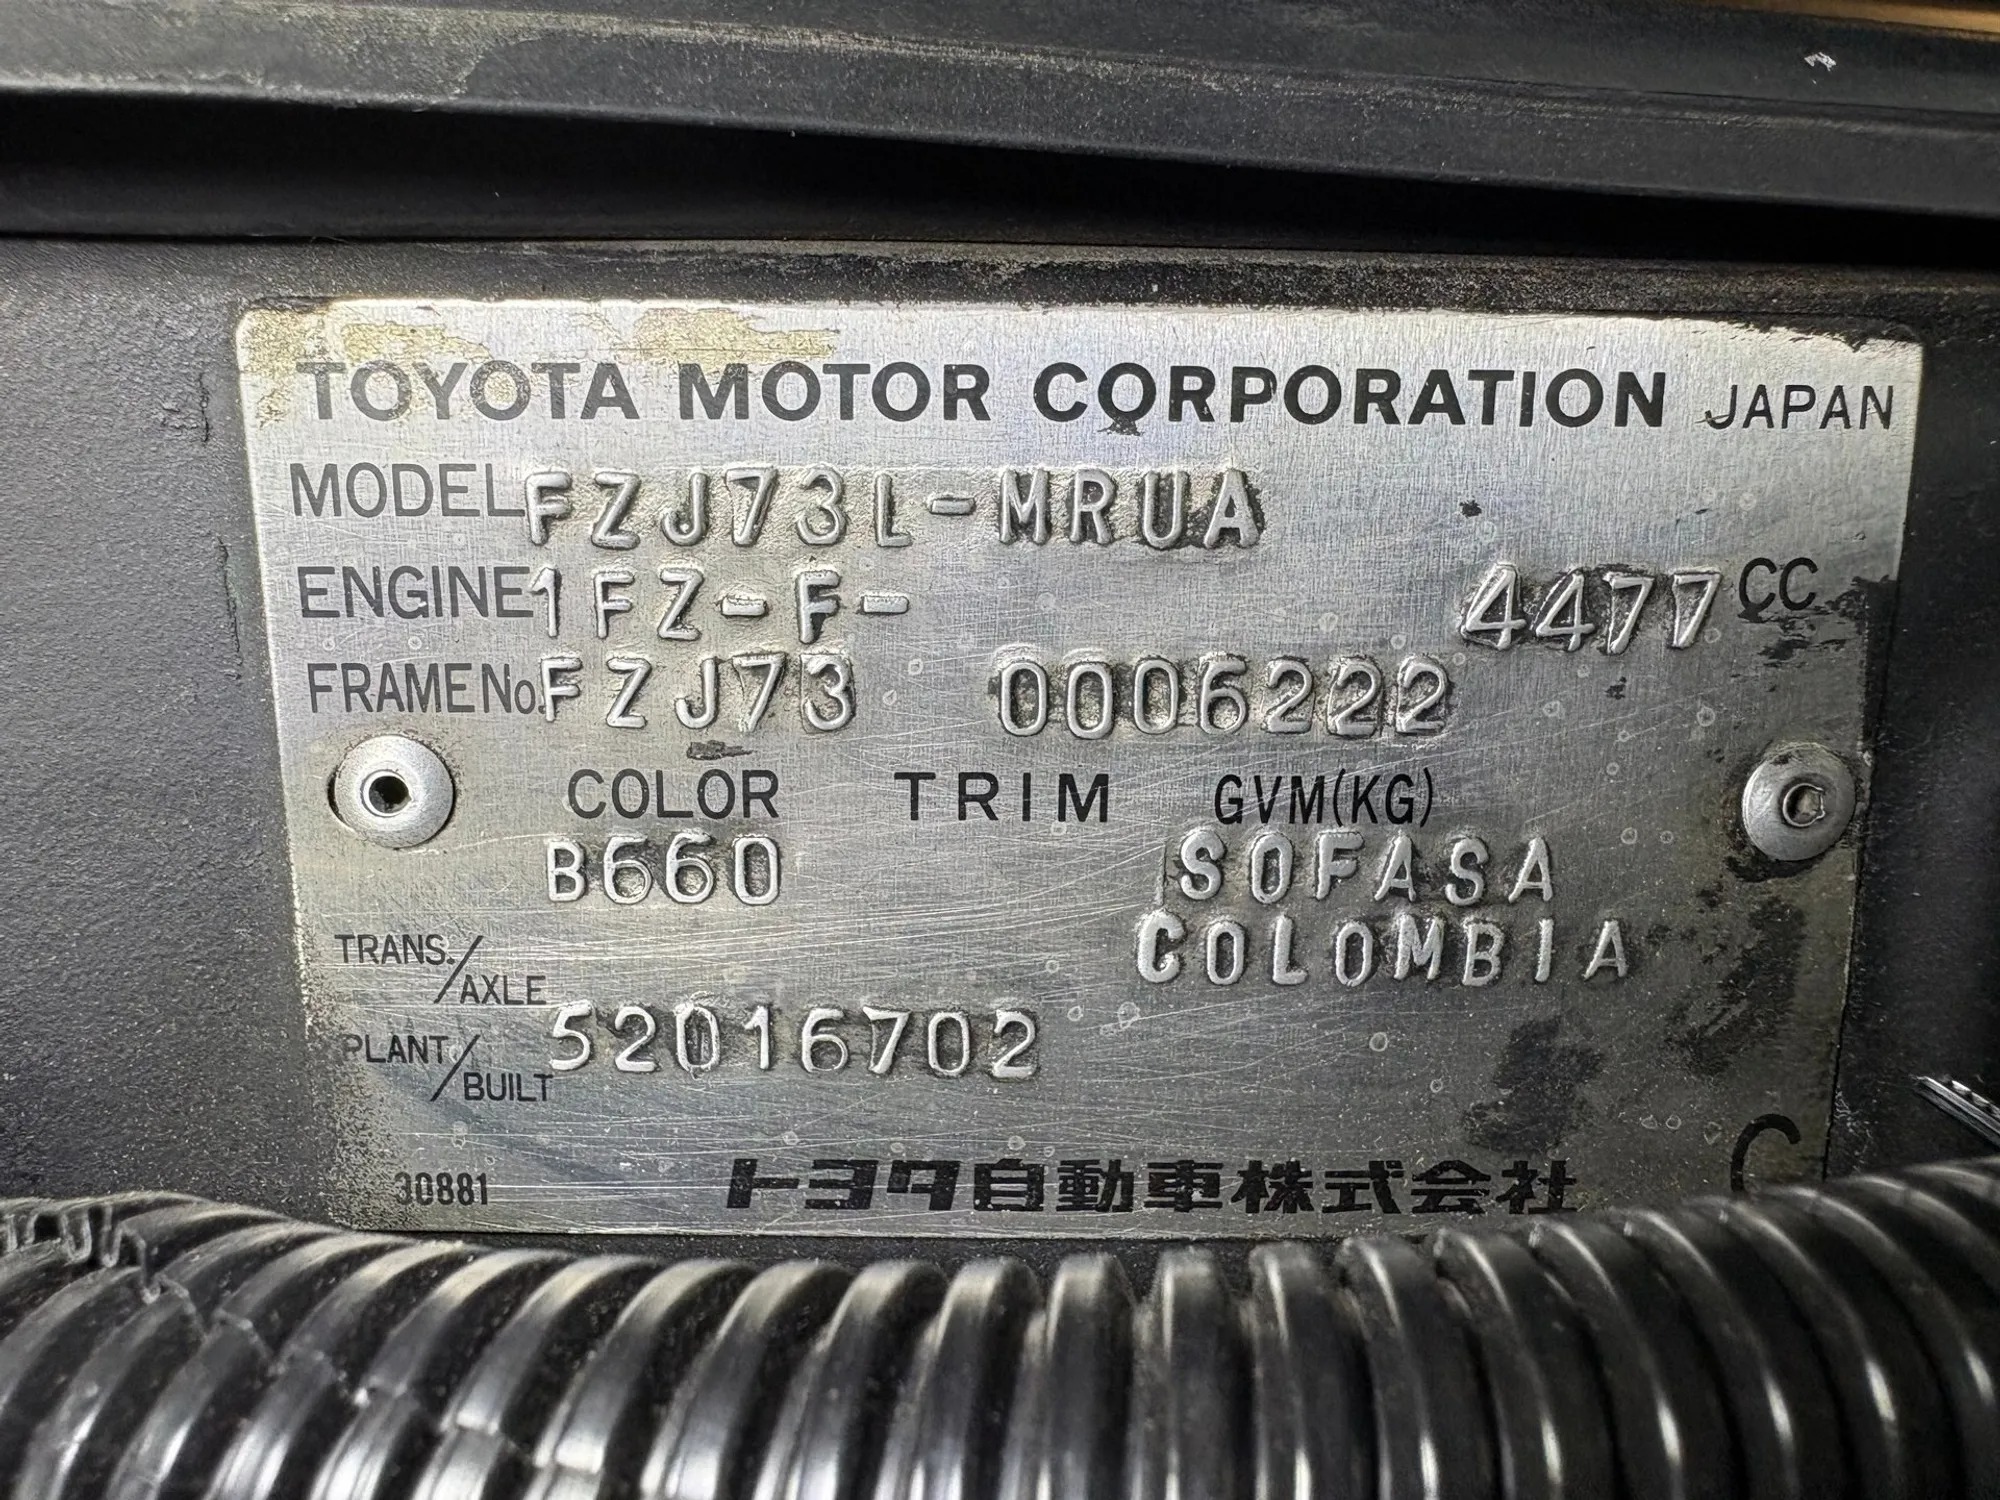 TOYOTA MOTOR CORPORATION JAPAN
MODEL FZJ73L-MRUA
ENGINE 1FZ-F- 4477 CC
FRAME No. FZJ73 0006222
COLOR TRIM GVM(KG)
B660 SOFASA
COLOMBIA
TRANS./AXLE
PLANT/BUILT 52016702
30881 トヨタ自動車株式会社 C